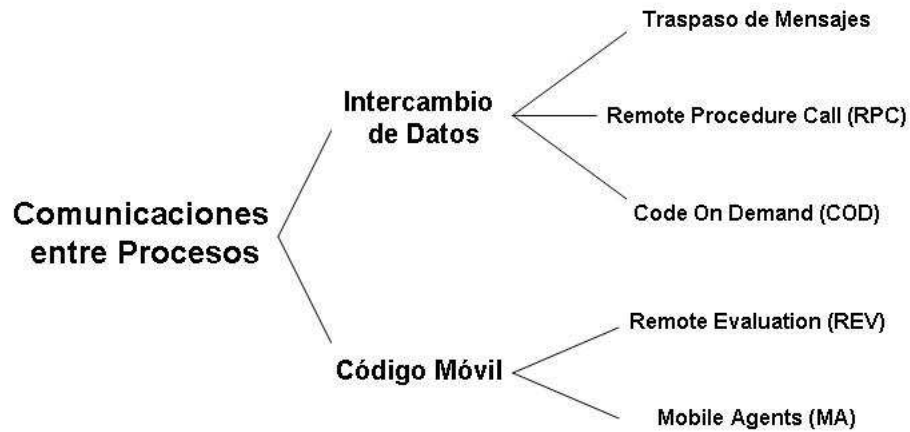 Comunicaciones
entre Procesos
Intercambio
de Datos
Traspaso de Mensajes
Remote Procedure Call (RPC)
Code On Demand (COD)
Código Móvil
Remote Evaluation (REV)
Mobile Agents (MA)